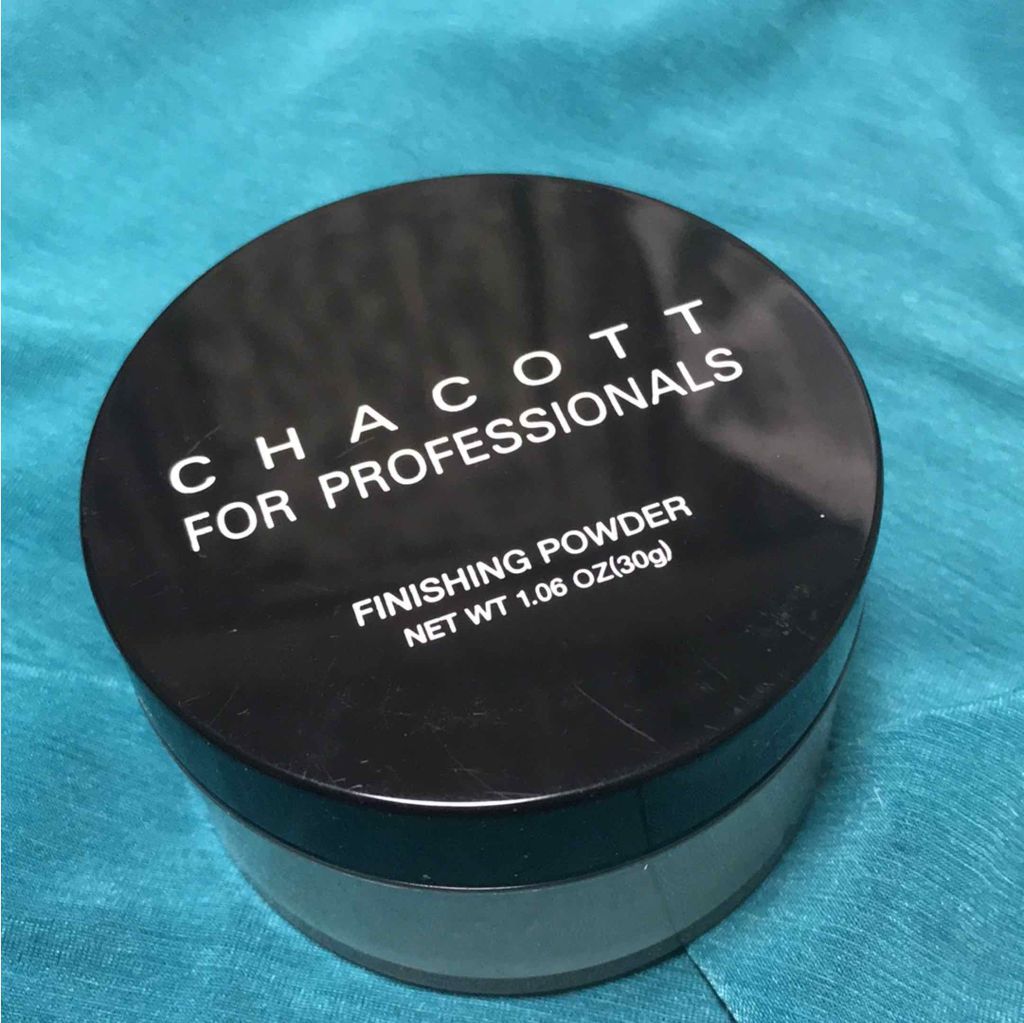 CHACOTT
FOR PROFESSIONALS
FINISHING POWDER
NET WT 1.06 OZ(30g)